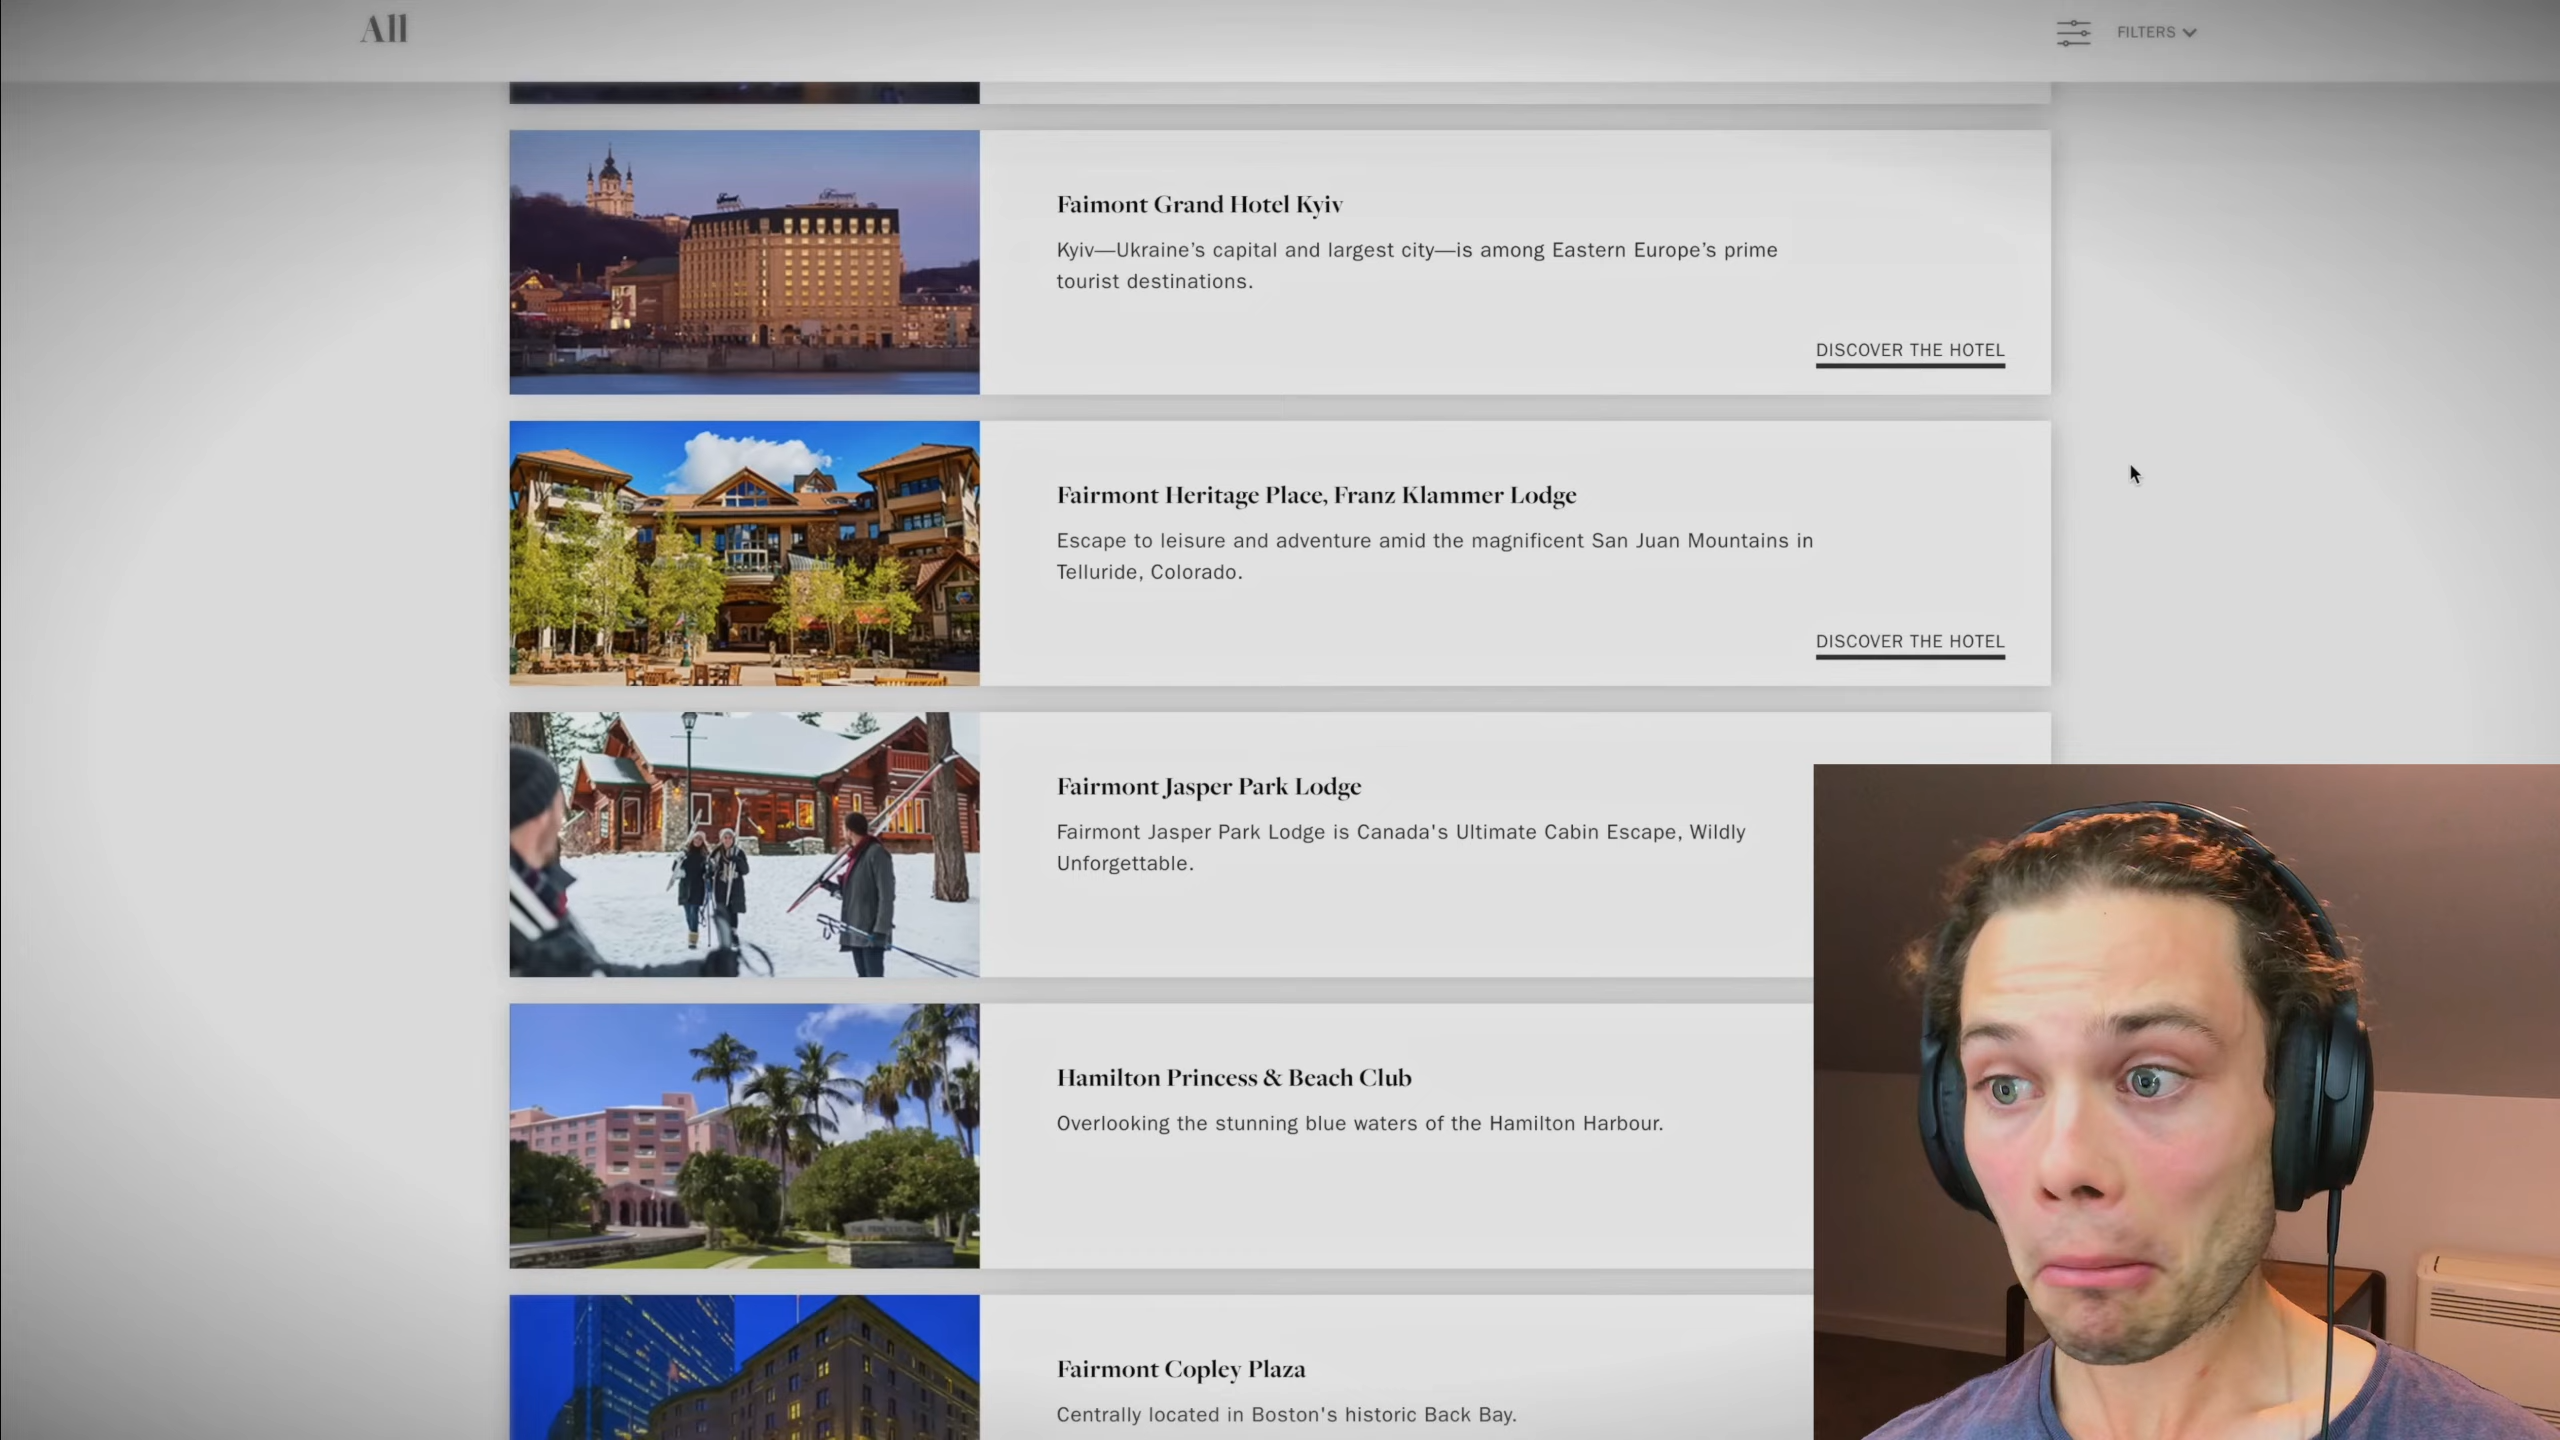 All
FILTERS
Faimont Grand Hotel Kyiv
Kyiv—Ukraine’s capital and largest city—is among Eastern Europe’s prime
tourist destinations.
DISCOVER THE HOTEL
Fairmont Heritage Place, Franz Klammer Lodge
Escape to leisure and adventure amid the magnificent San Juan Mountains in
Telluride, Colorado.
DISCOVER THE HOTEL
Fairmont Jasper Park Lodge
Fairmont Jasper Park Lodge is Canada's Ultimate Cabin Escape, Wildly
Unforgettable.
Hamilton Princess & Beach Club
Overlooking the stunning blue waters of the Hamilton Harbour.
Fairmont Copley Plaza
Centrally located in Boston's historic Back Bay.